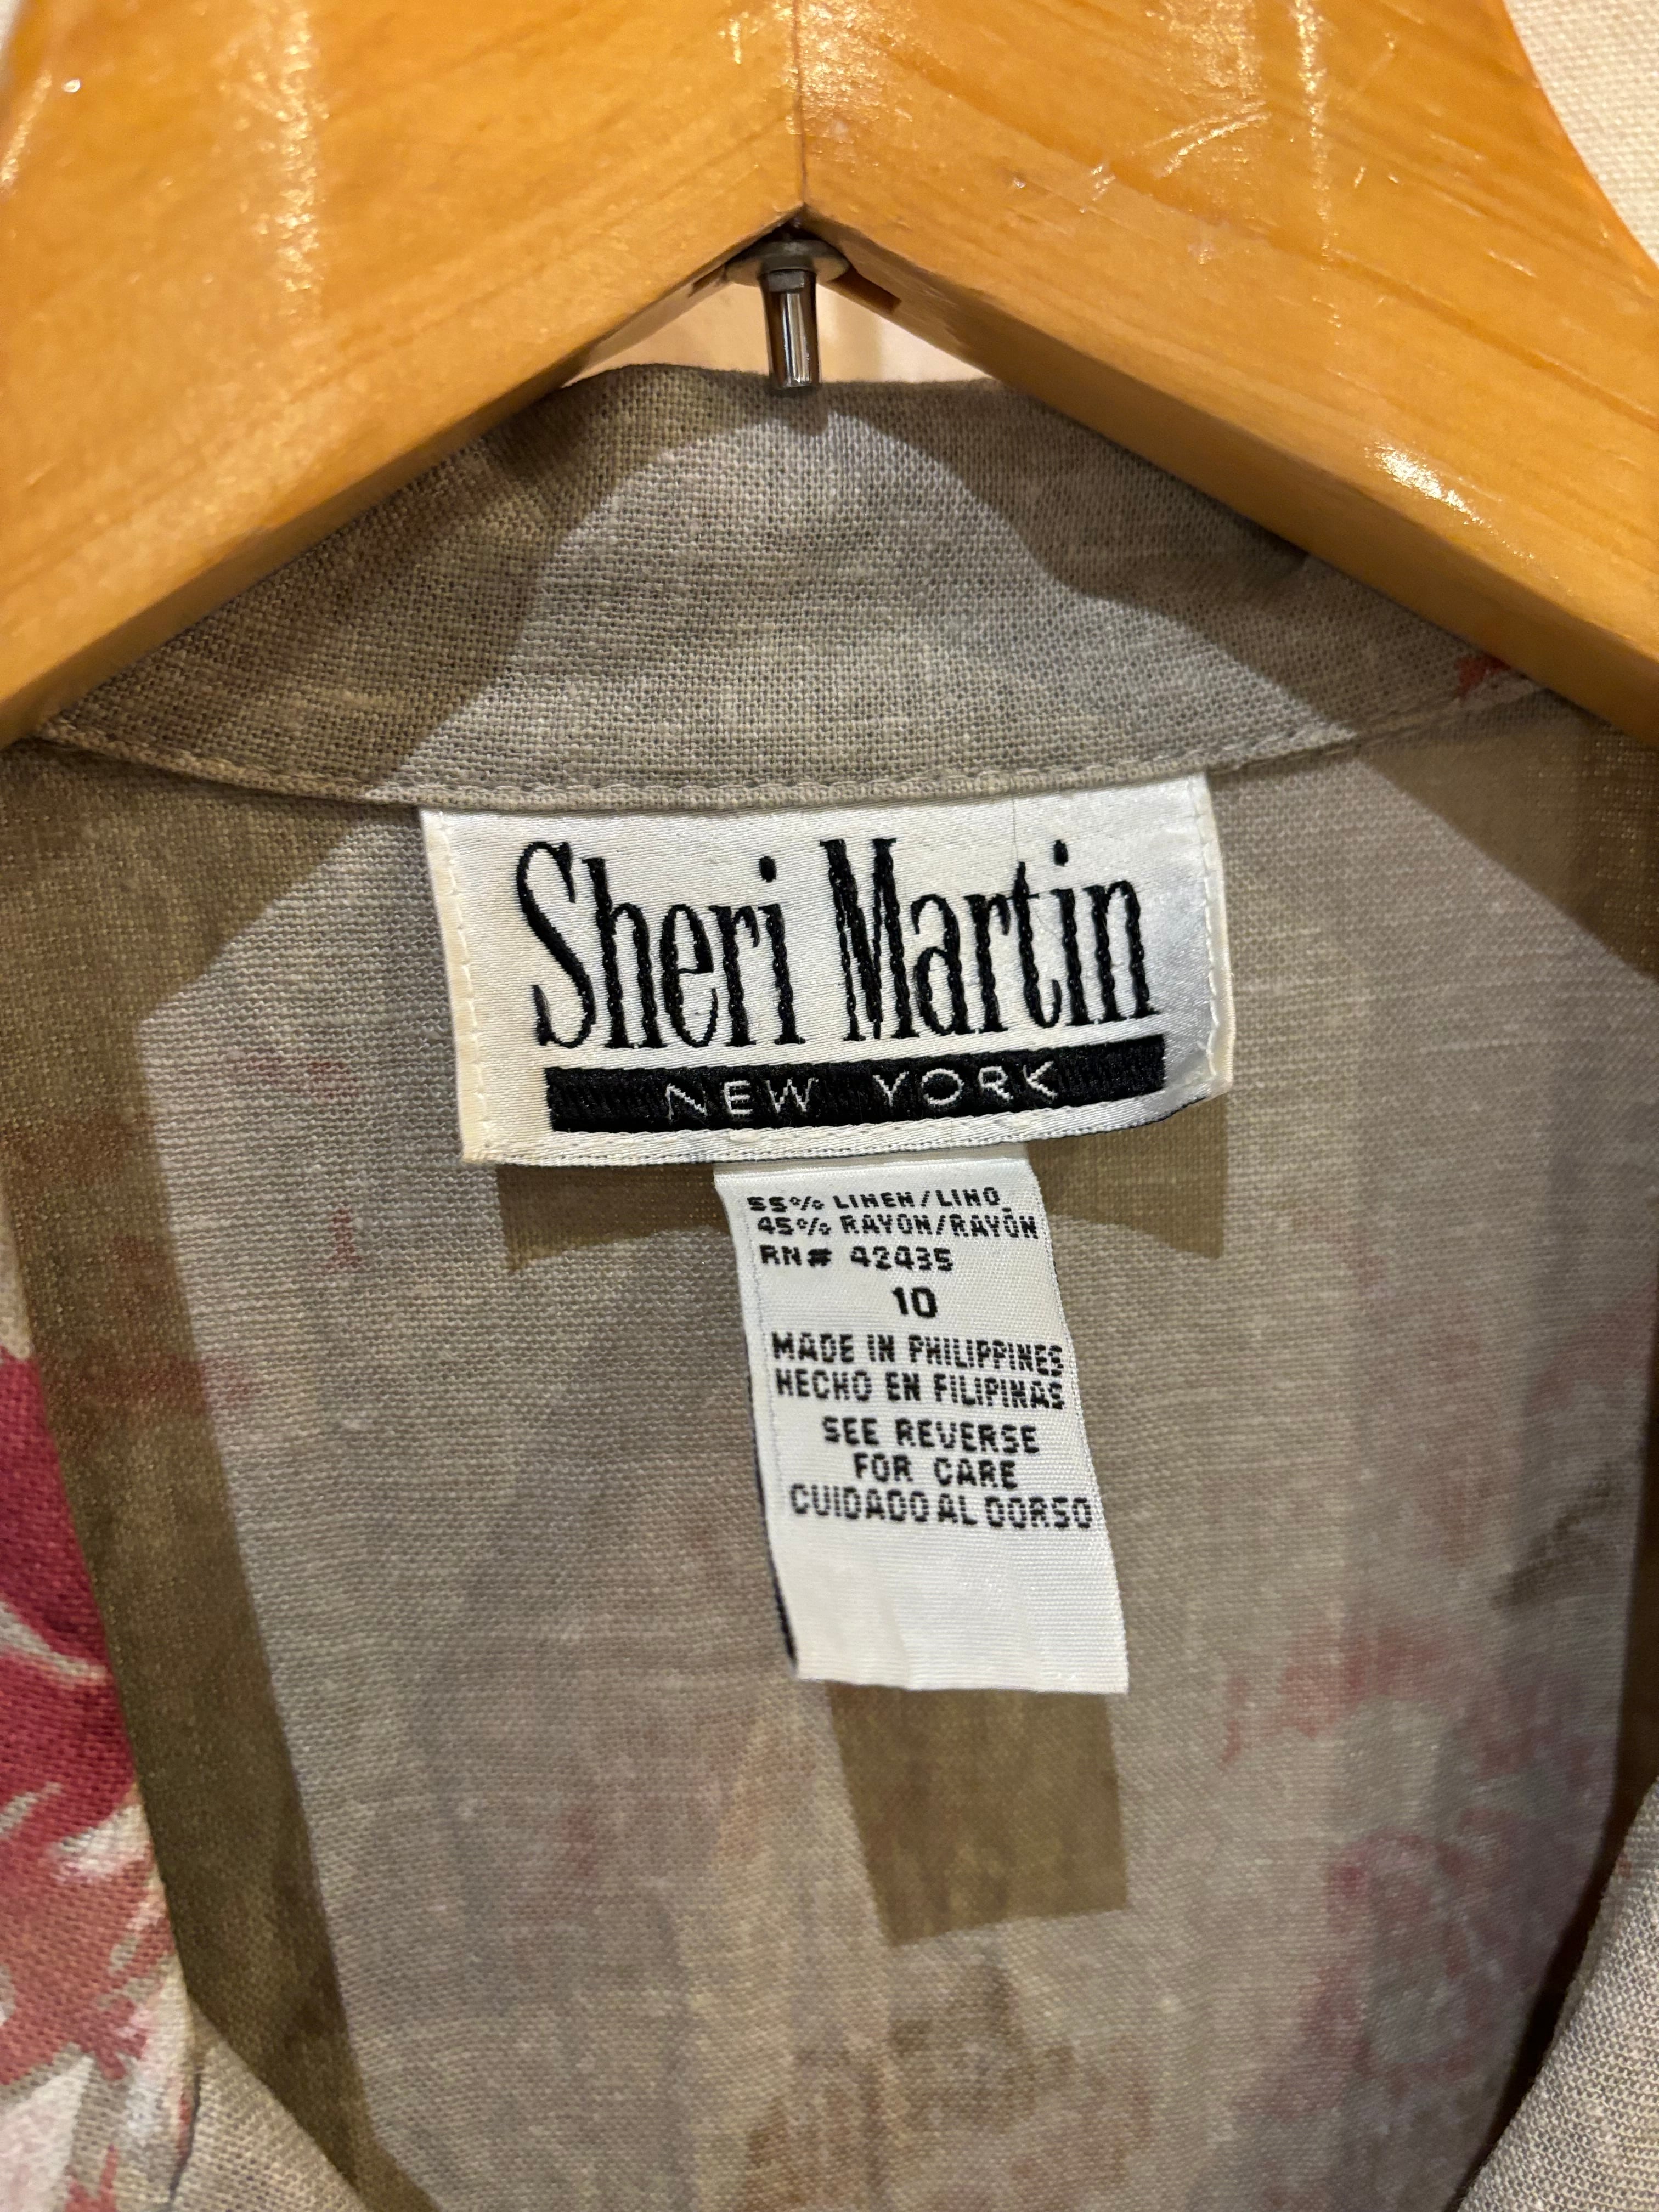 Sheri Martin
NEW YORK
55% LINEN/LINO
45% RAYON/RAYÓN
RN# 42435
10
MADE IN PHILIPPINES
HECHO EN FILIPINAS
SEE REVERSE
FOR CARE
CUIDADO AL DORSO